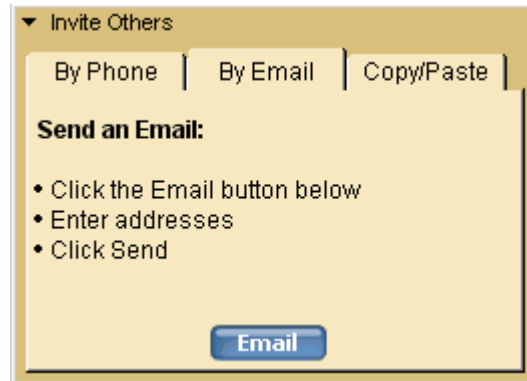 Invite Others
By Phone By Email Copy/Paste
Send an Email:
• Click the Email button below
• Enter addresses
• Click Send
Email